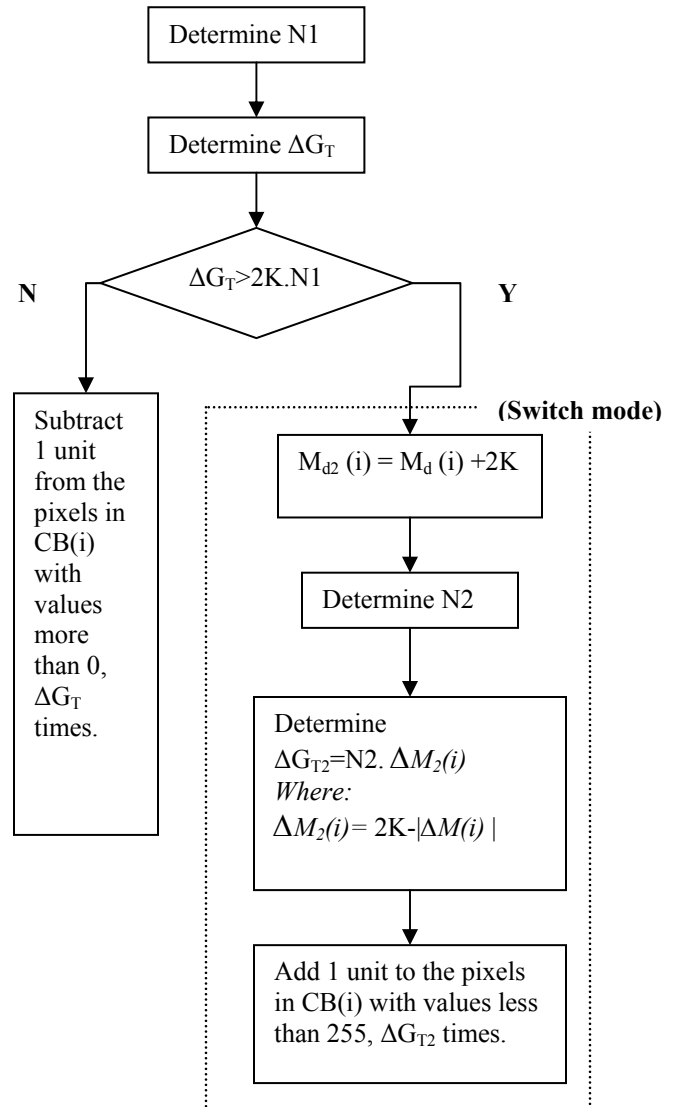 Determine N1
Determine ΔG_T
ΔG_T>2K.N1
N
Y
Subtract
1 unit
from the
pixels in
CB(i)
with
values
more
than 0,
ΔG_T
times.
(Switch mode)
M_d2 (i) = M_d (i) +2K
Determine N2
Determine
ΔG_T2=N2. ΔM_2(i)
Where:
ΔM_2(i)= 2K-|ΔM(i) |
Add 1 unit to the pixels
in CB(i) with values less
than 255, ΔG_T2 times.